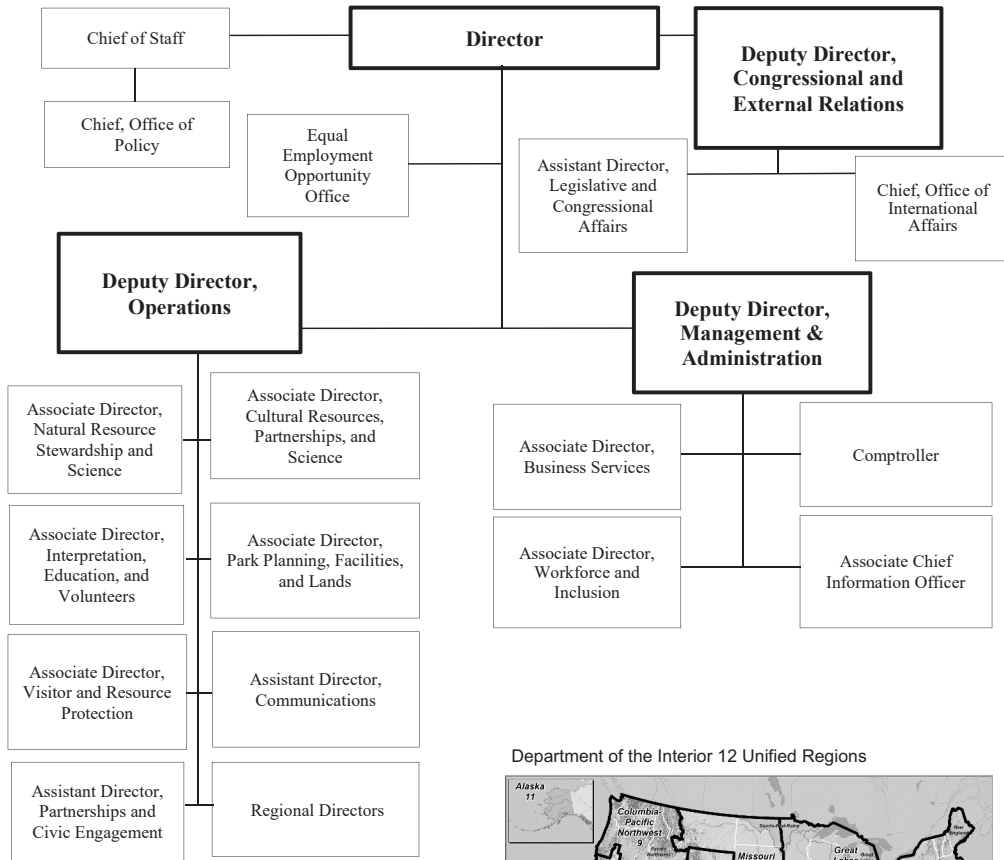 Chief of Staff
Director
Deputy Director,
Congressional and
External Relations
Chief, Office of
Policy
Equal
Employment
Opportunity
Office
Assistant Director,
Legislative and
Congressional
Affairs
Chief, Office of
International
Affairs
Deputy Director,
Operations
Deputy Director,
Management &
Administration
Associate Director,
Natural Resource
Stewardship and
Science
Associate Director,
Cultural Resources,
Partnerships, and
Science
Associate Director,
Business Services
Comptroller
Associate Director,
Interpretation,
Education, and
Volunteers
Associate Director,
Park Planning, Facilities,
and Lands
Associate Director,
Workforce and
Inclusion
Associate Chief
Information Officer
Associate Director,
Visitor and Resource
Protection
Assistant Director,
Communications
Assistant Director,
Partnerships and
Civic Engagement
Regional Directors
Department of the Interior 12 Unified Regions
Alaska
11
Columbia-
Pacific
Northwest
9
Missouri
Great